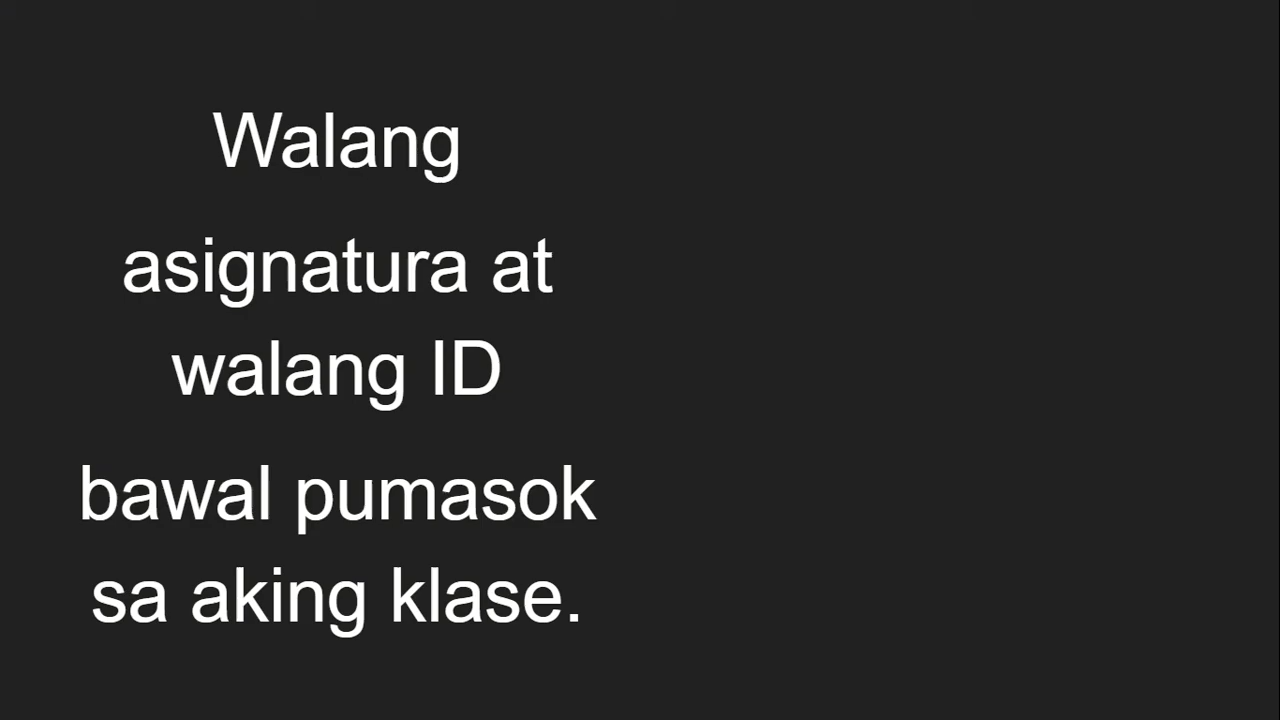 Walang
asignatura at
walang ID
bawal pumasok
sa aking klase.